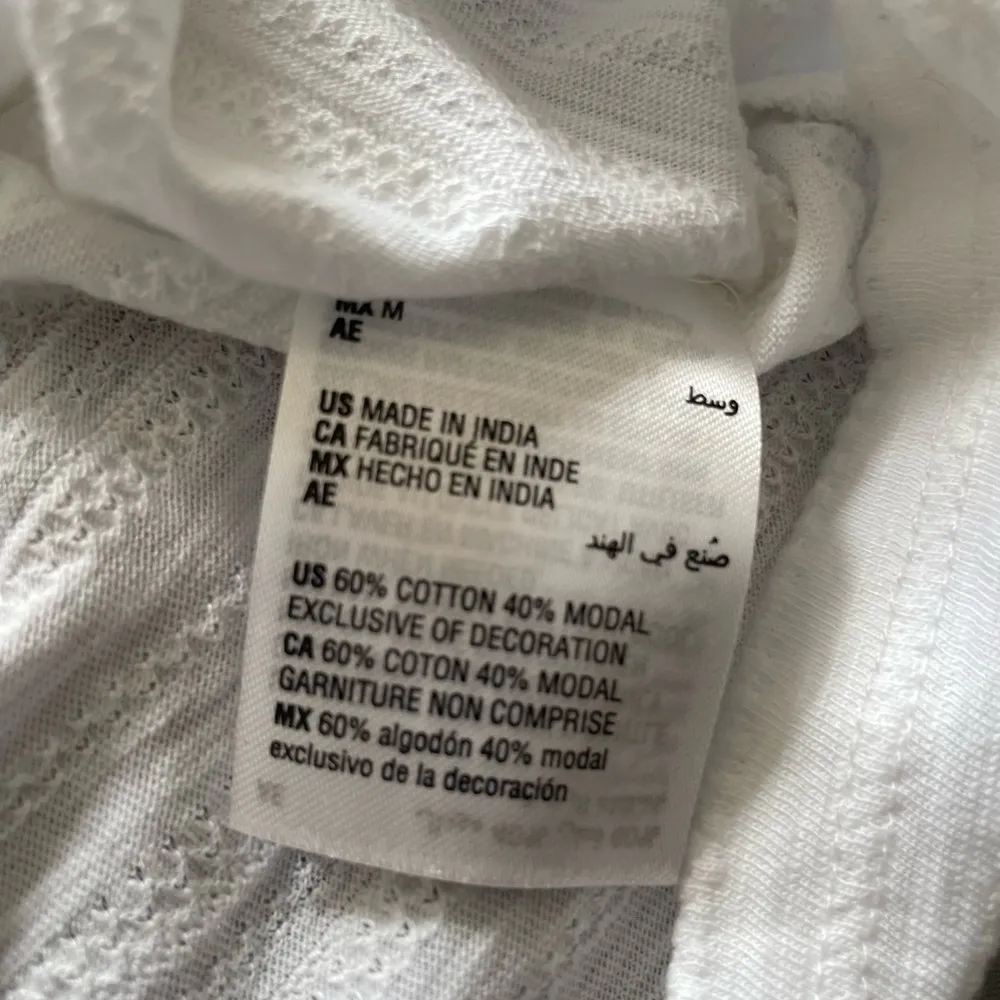 MX M
AE
وسط
US MADE IN INDIA
CA FABRIQUÉ EN INDE
MX HECHO EN INDIA
AE
صُنع في الهند
US 60% COTTON 40% MODAL
EXCLUSIVE OF DECORATION
CA 60% COTON 40% MODAL
GARNITURE NON COMPRISE
MX 60% algodón 40% modal
exclusivo de la decoración